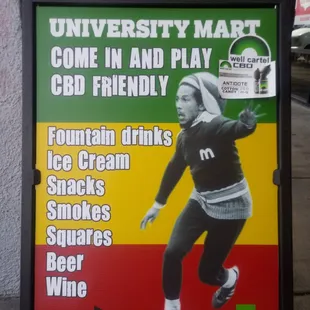 UNIVERSITY MART
COME IN AND PLAY
CBD FRIENDLY
well cartel
CBD
ANTIDOTE
Fountain drinks
Ice Cream
Snacks
Smokes
Squares
Beer
Wine
m